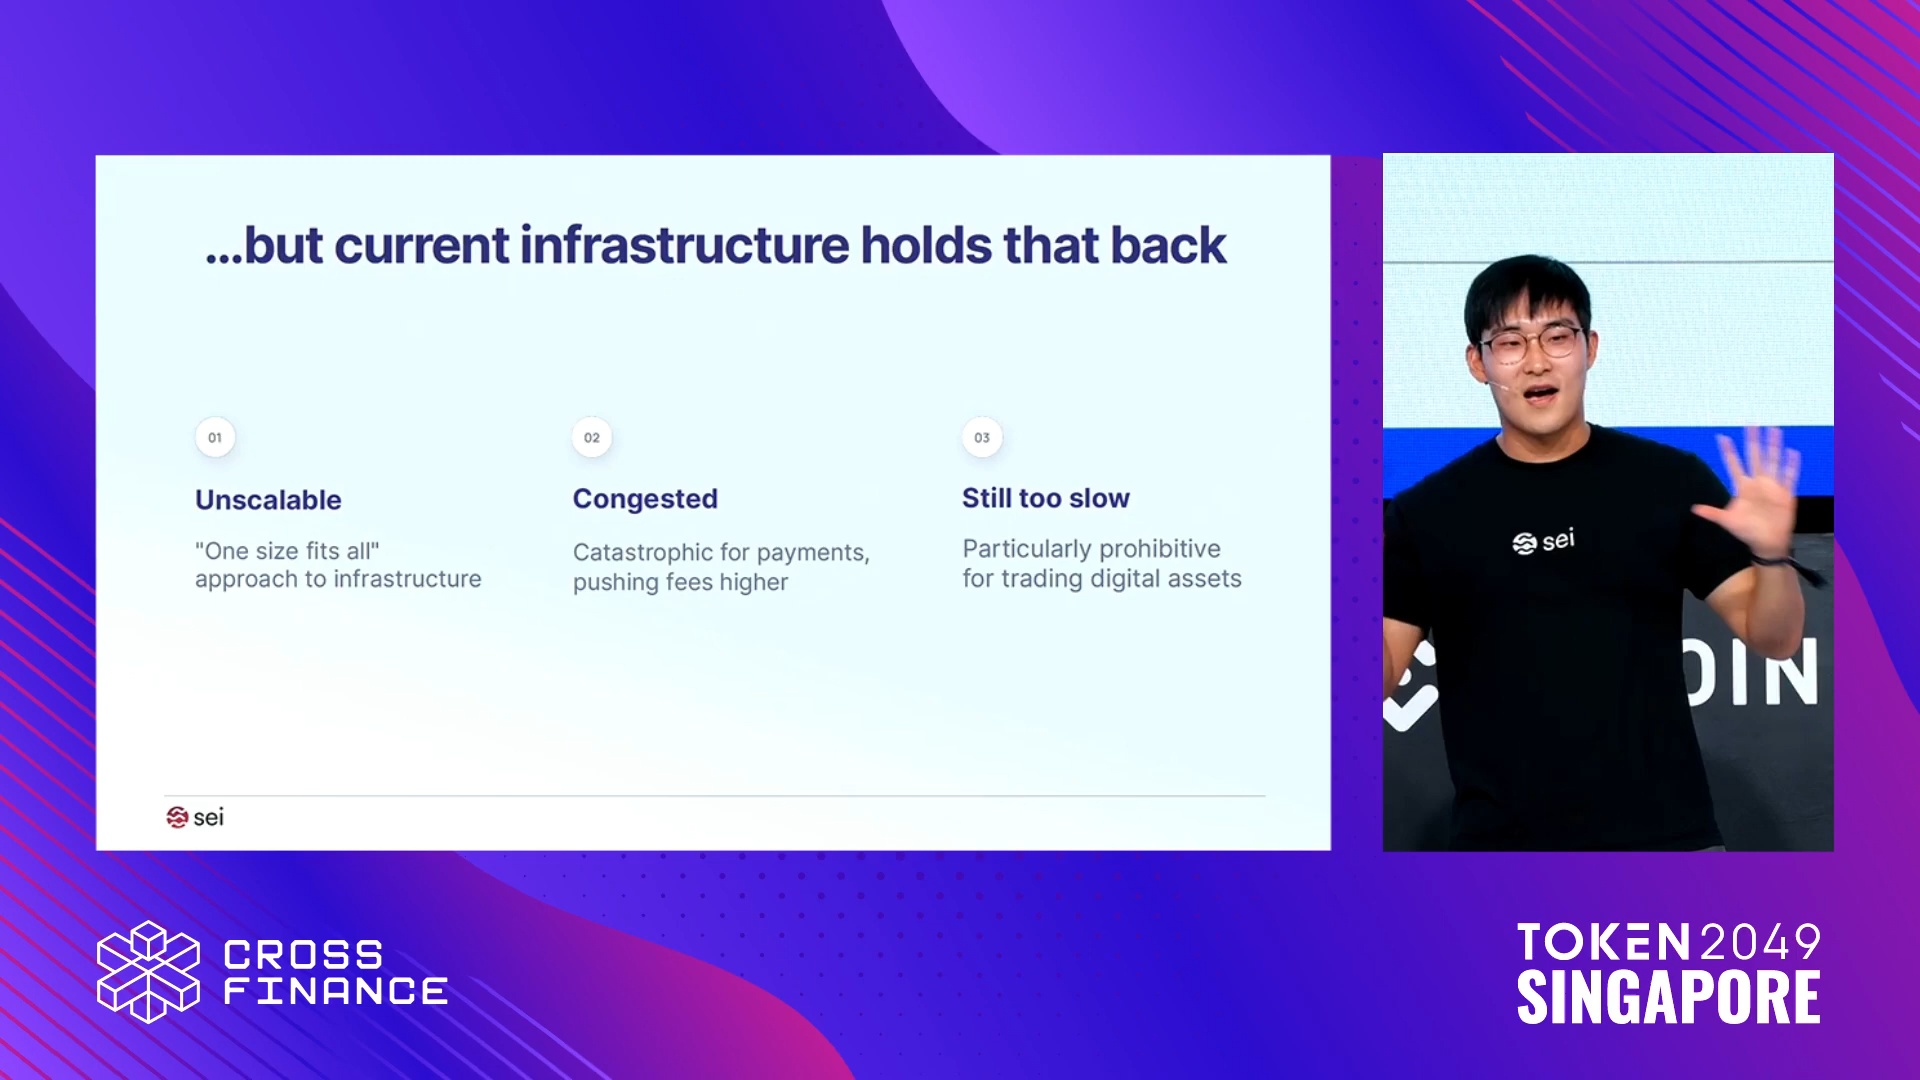 ...but current infrastructure holds that back
01
Unscalable
"One size fits all"
approach to infrastructure
02
Congested
Catastrophic for payments,
pushing fees higher
03
Still too slow
Particularly prohibitive
for trading digital assets
sei
sei
OIN
CROSS
FINANCE
TOKEN2049
SINGAPORE